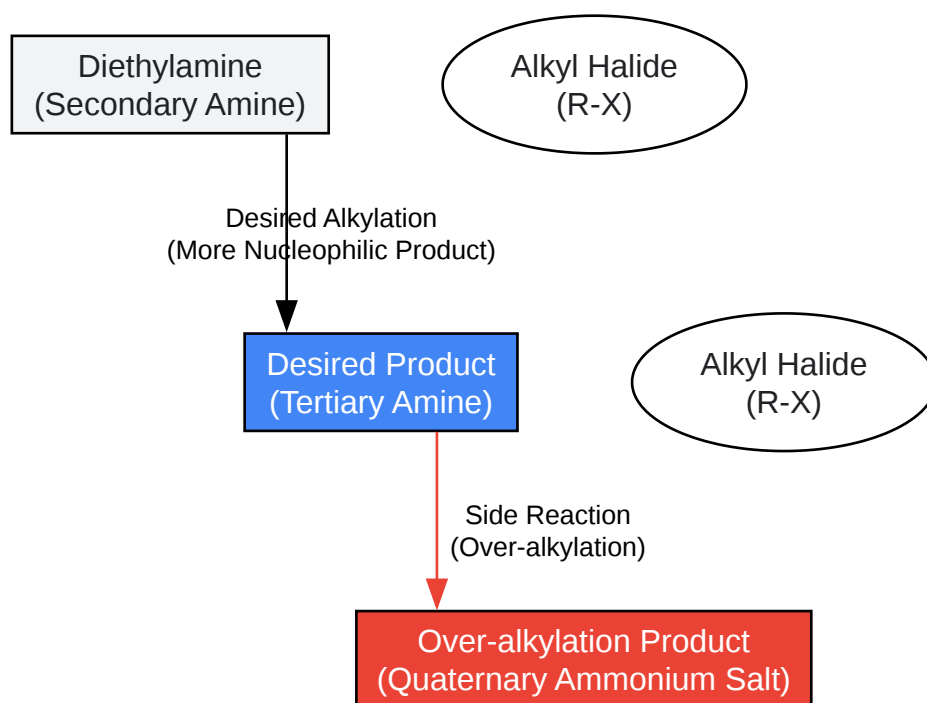 Diethylamine
(Secondary Amine)
Alkyl Halide
(R-X)
Desired Alkylation
(More Nucleophilic Product)
Desired Product
(Tertiary Amine)
Alkyl Halide
(R-X)
Side Reaction
(Over-alkylation)
Over-alkylation Product
(Quaternary Ammonium Salt)